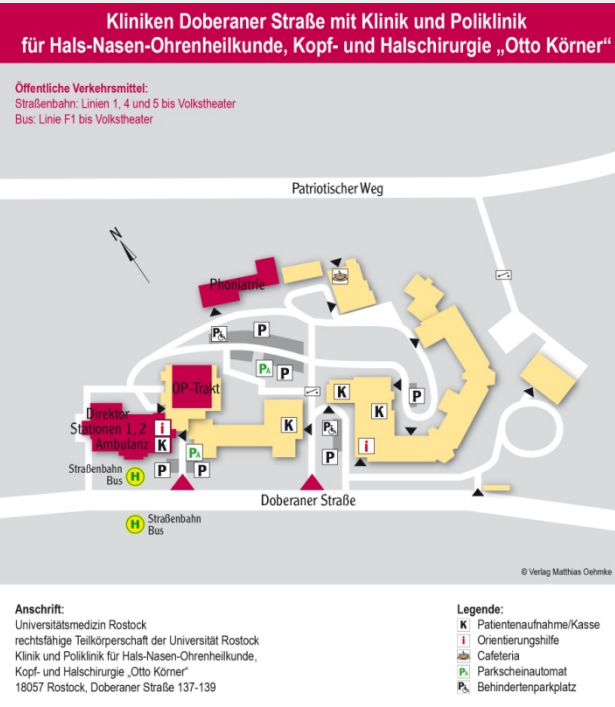 Kliniken Doberaner Straße mit Klinik und Poliklinik
für Hals-Nasen-Ohrenheilkunde, Kopf- und Halschirurgie „Otto Körner“
Öffentliche Verkehrsmittel:
Straßenbahn: Linien 1, 4 und 5 bis Volkstheater
Bus: Linie F1 bis Volkstheater
Patriotischer Weg
N
Phoniatrie
P
P
PA
P
OP-Trakt
K
P
K
Direktor
Stationen 1, 2
i
K
P
Ambulanz
K
i
PA
P
Straßenbahn
Bus
H
P
P
Doberaner Straße
H
Straßenbahn
Bus
© Verlag Matthias Oehmke
Anschrift:
Universitätsmedizin Rostock
rechtsfähige Teilkörperschaft der Universität Rostock
Klinik und Poliklinik für Hals-Nasen-Ohrenheilkunde,
Kopf- und Halschirurgie „Otto Körner“
18057 Rostock, Doberaner Straße 137-139
Legende:
K Patientenaufnahme/Kasse
i Orientierungshilfe
Cafeteria
PA Parkscheinautomat
P Behindertenparkplatz